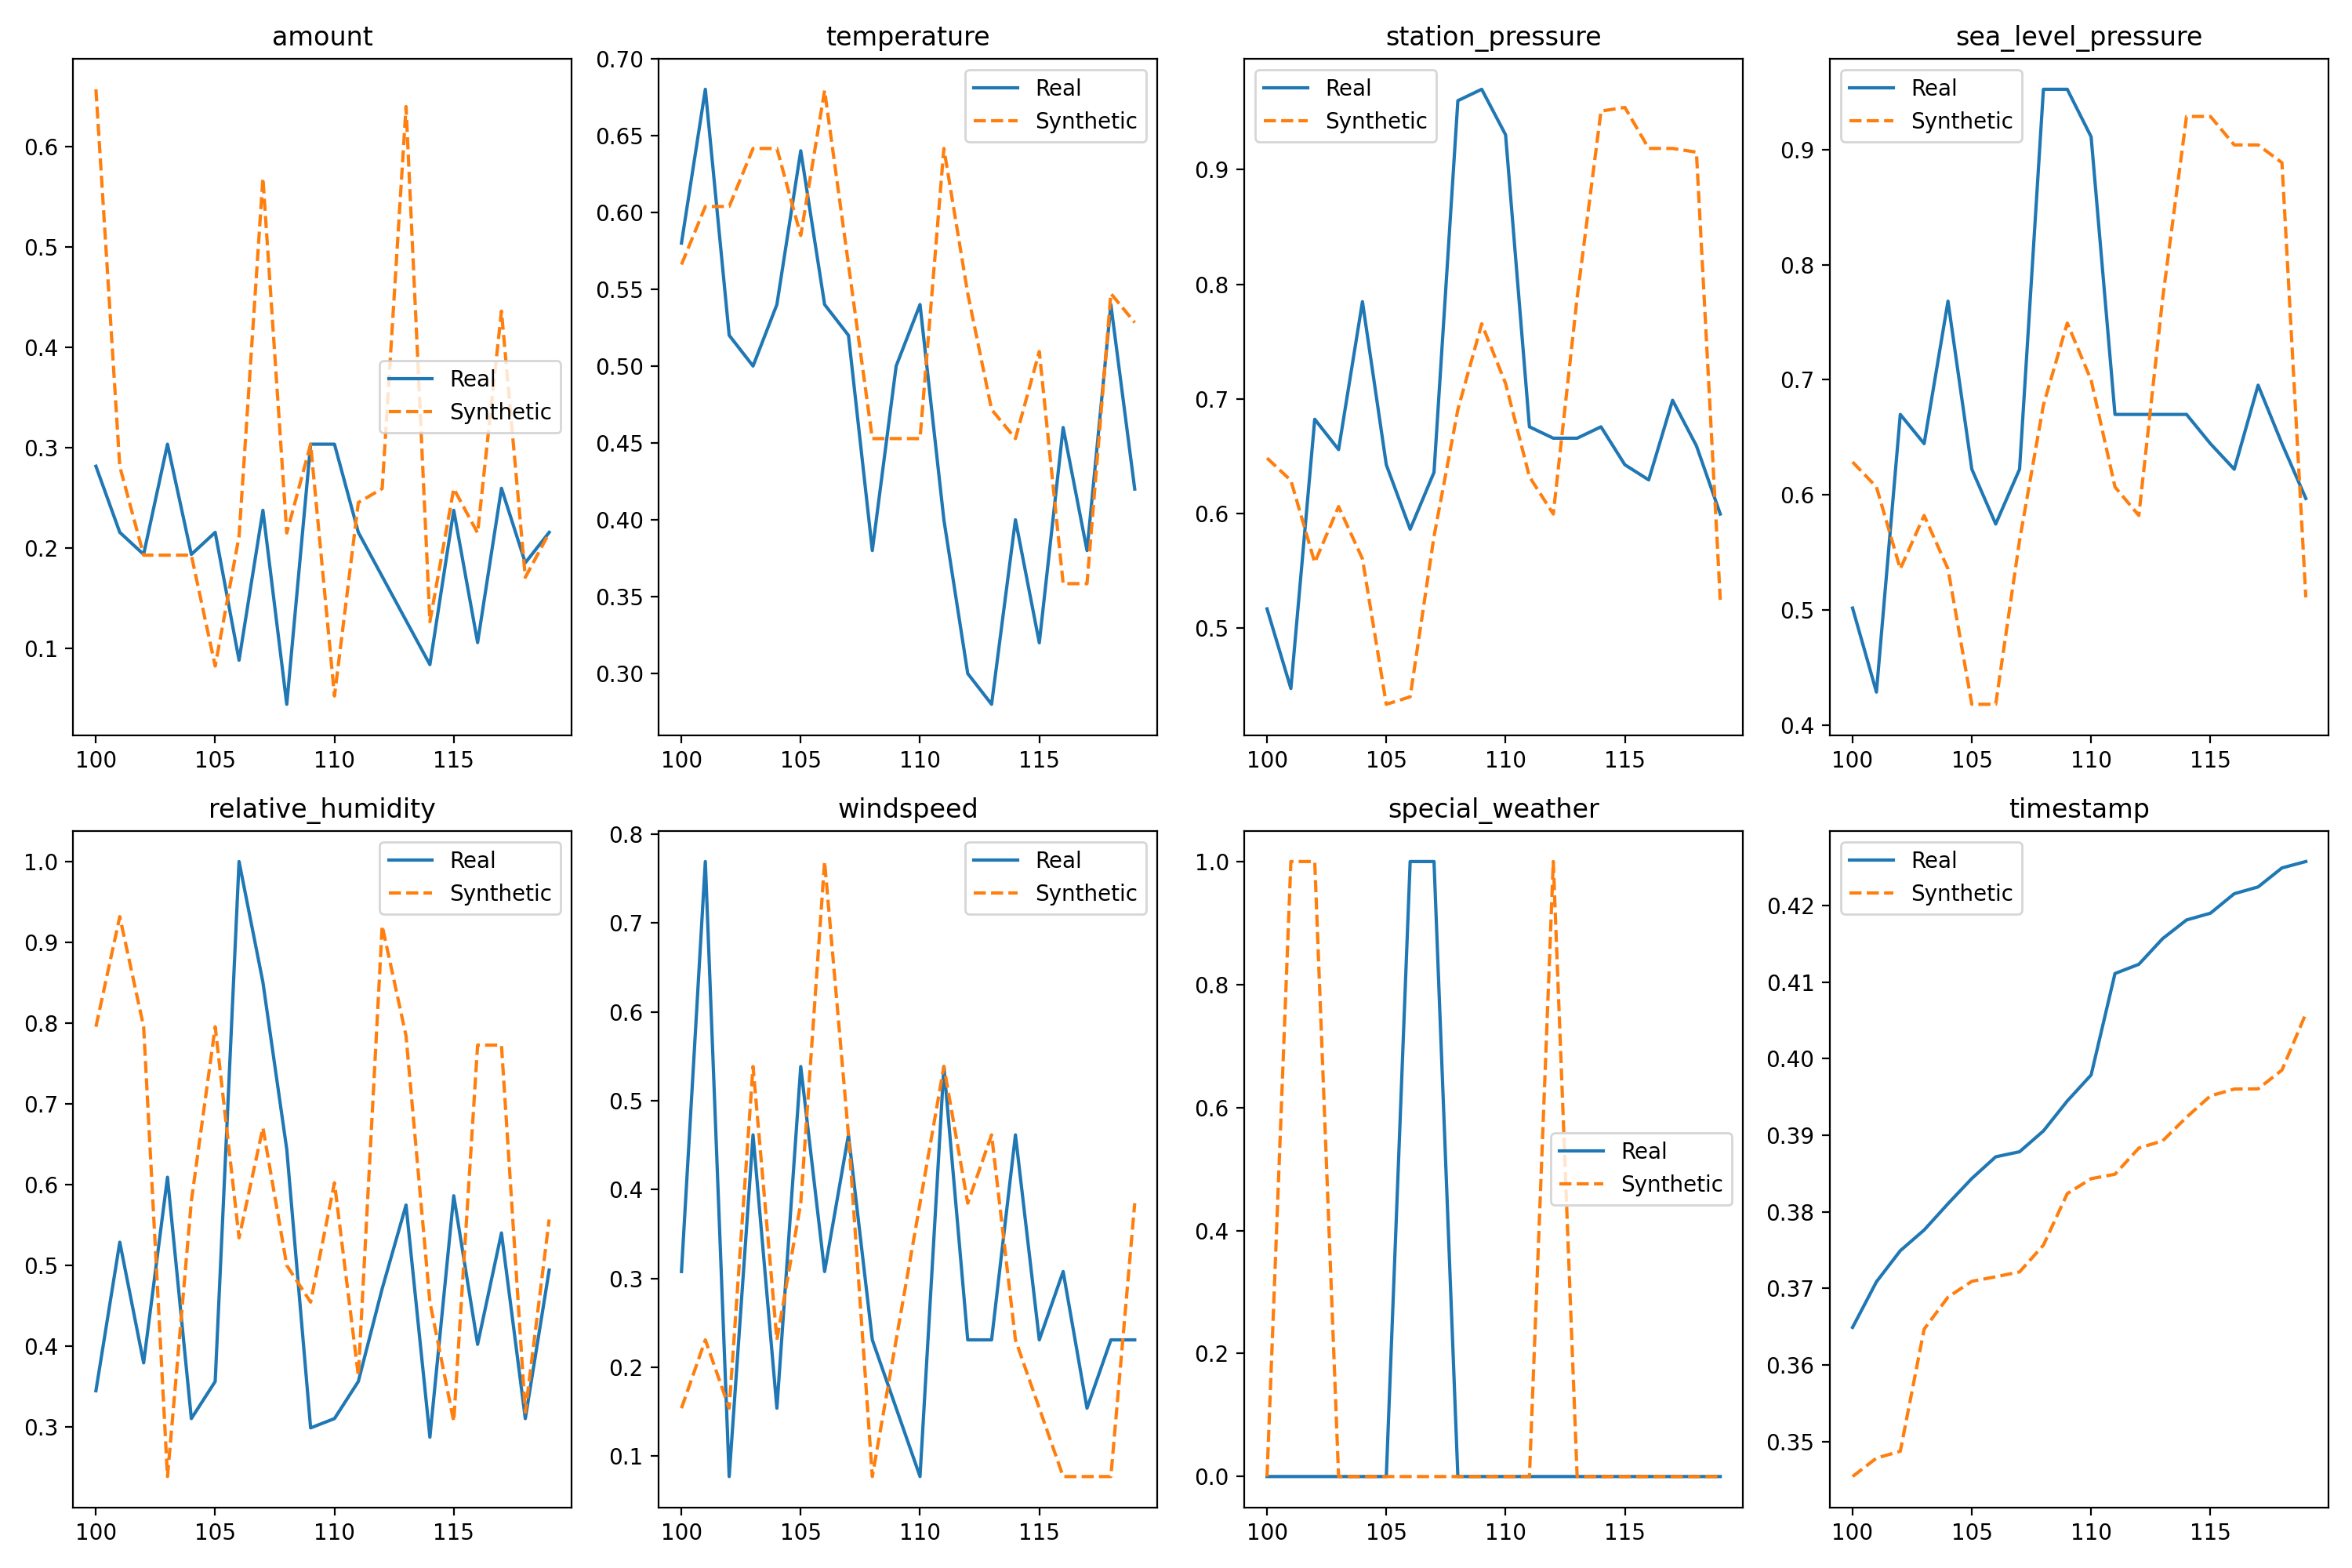 amount
0.6
0.5
0.4
0.3
0.2
0.1
Real
Synthetic
100 105 110 115
temperature
0.70
0.65
0.60
0.55
0.50
0.45
0.40
0.35
0.30
Real
Synthetic
100 105 110 115
station_pressure
0.9
0.8
0.7
0.6
0.5
Real
Synthetic
100 105 110 115
sea_level_pressure
0.9
0.8
0.7
0.6
0.5
0.4
Real
Synthetic
100 105 110 115
relative_humidity
1.0
0.9
0.8
0.7
0.6
0.5
0.4
0.3
Real
Synthetic
100 105 110 115
windspeed
0.8
0.7
0.6
0.5
0.4
0.3
0.2
0.1
Real
Synthetic
100 105 110 115
special_weather
1.0
0.8
0.6
0.4
0.2
0.0
Real
Synthetic
100 105 110 115
timestamp
0.42
0.41
0.40
0.39
0.38
0.37
0.36
0.35
Real
Synthetic
100 105 110 115